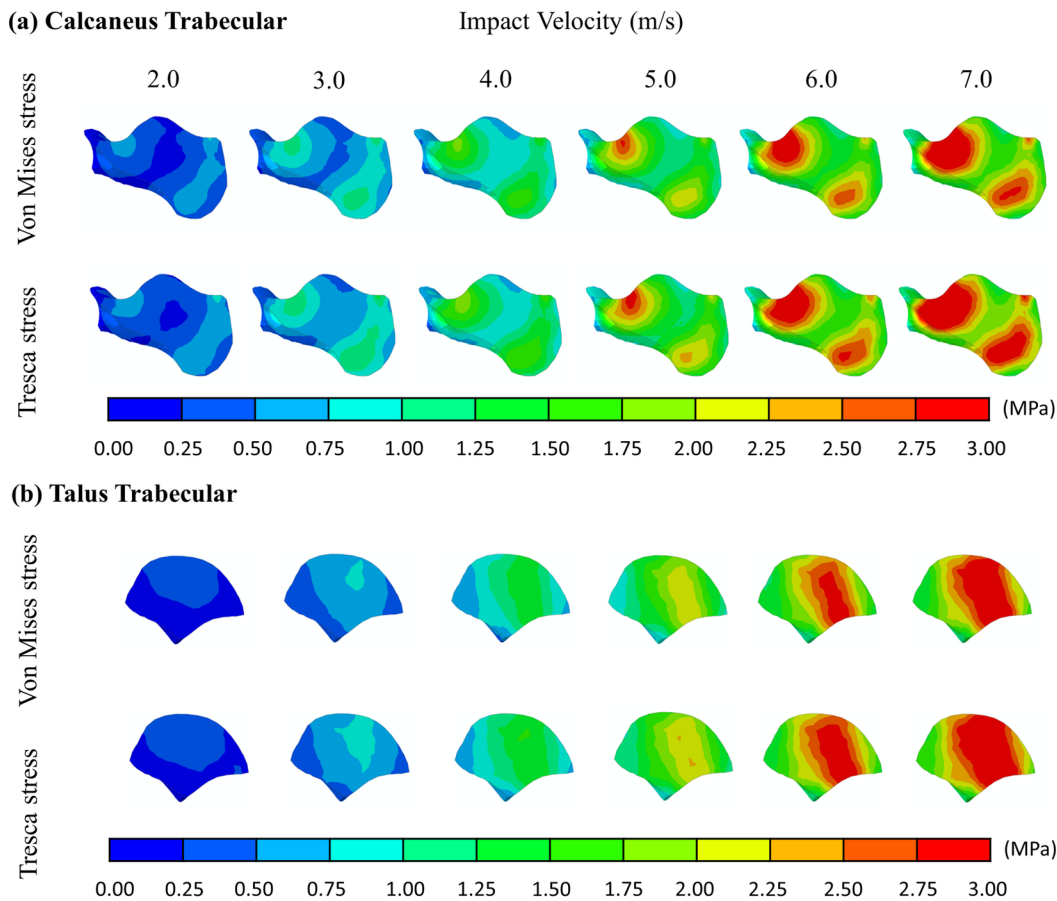 (a) Calcaneus Trabecular
Impact Velocity (m/s)
2.0 3.0 4.0 5.0 6.0 7.0
Von Mises stress
Tresca stress
(MPa)
0.00 0.25 0.50 0.75 1.00 1.25 1.50 1.75 2.00 2.25 2.50 2.75 3.00
(b) Talus Trabecular
Von Mises stress
Tresca stress
(MPa)
0.00 0.25 0.50 0.75 1.00 1.25 1.50 1.75 2.00 2.25 2.50 2.75 3.00